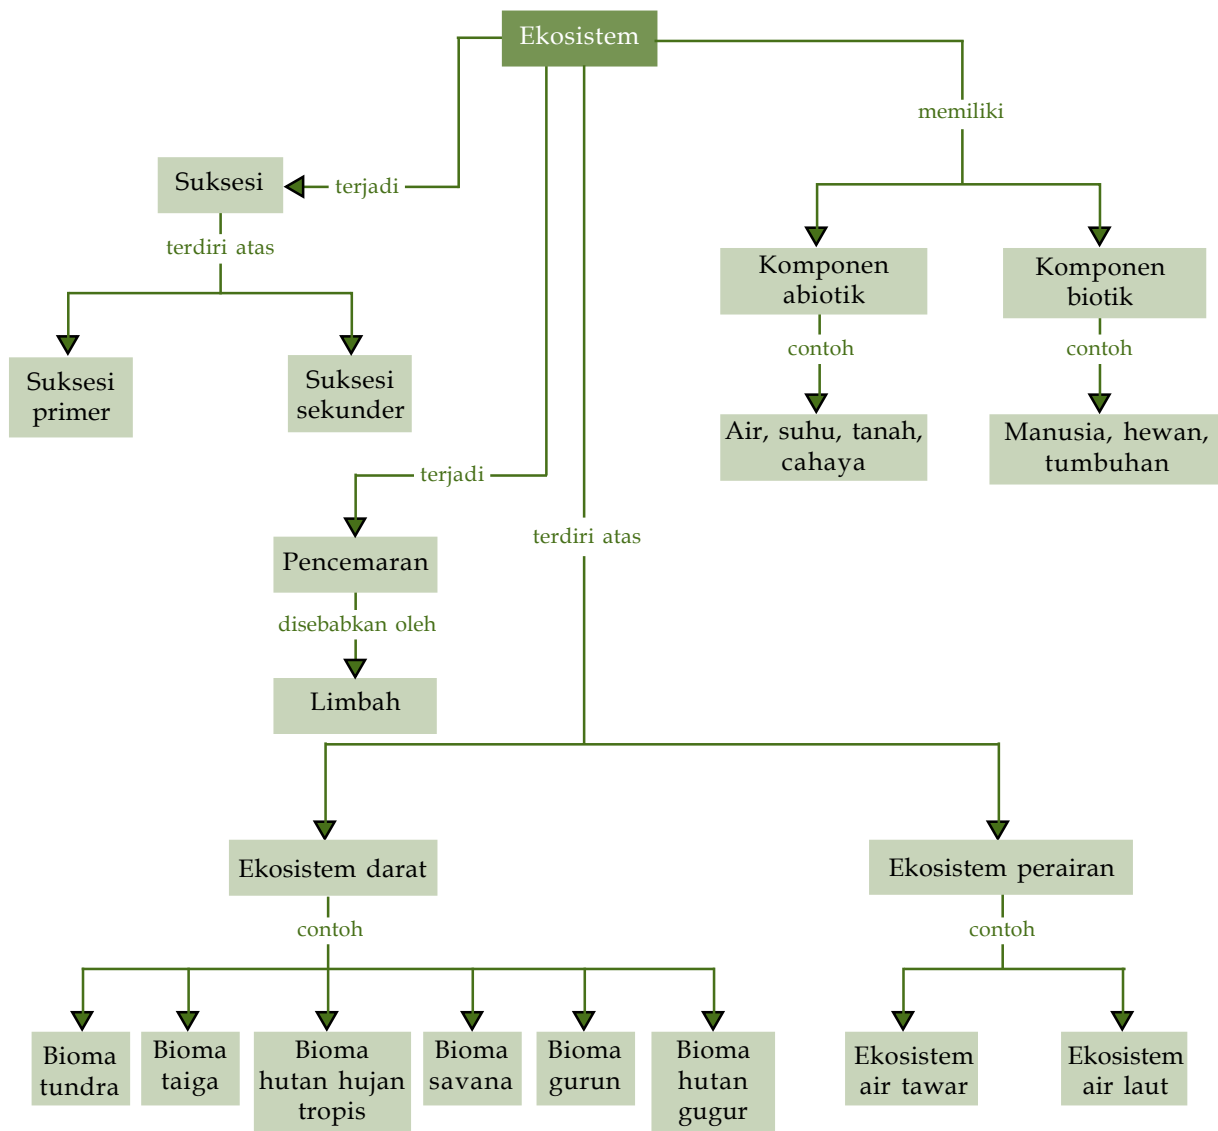 Ekosistem
memiliki
Suksesi
terjadi
terdiri atas
Komponen
abiotik
Komponen
biotik
contoh
contoh
Suksesi
primer
Suksesi
sekunder
Air, suhu, tanah,
cahaya
Manusia, hewan,
tumbuhan
terjadi
terdiri atas
Pencemaran
disebabkan oleh
Limbah
Ekosistem darat
Ekosistem perairan
contoh
contoh
Bioma
tundra
Bioma
taiga
Bioma
hutan hujan
tropis
Bioma
savana
Bioma
gurun
Bioma
hutan
gugur
Ekosistem
air tawar
Ekosistem
air laut